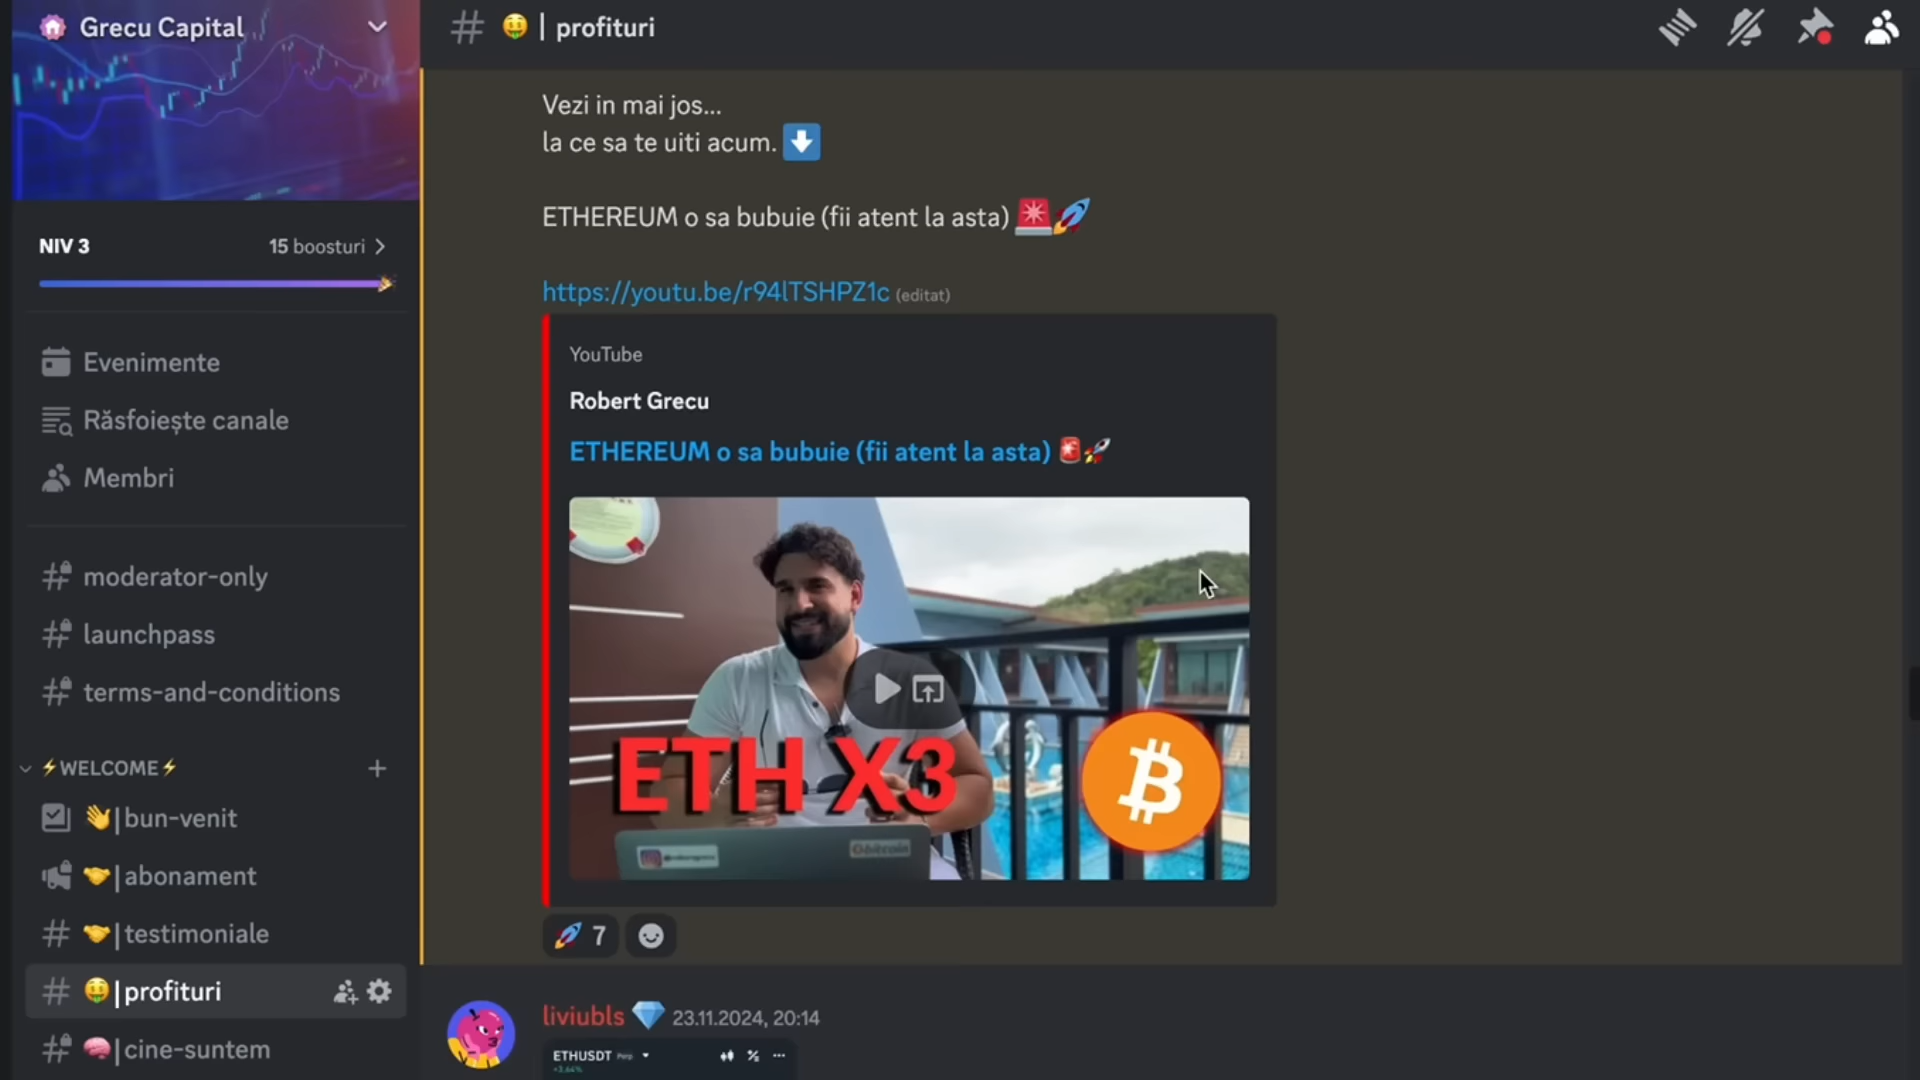 Grecu Capital
NIV 3
15 boosturi
Evenimente
Răsfoiește canale
Membri
moderator-only
launchpass
terms-and-conditions
⚡WELCOME⚡
👋|bun-venit
🤝|abonament
🤝|testimoniale
🤑|profituri
🧠|cine-suntem
# 🤑 | profituri
Vezi in mai jos...
la ce sa te uiti acum. ⬇️
ETHEREUM o sa bubuie (fii atent la asta) 🚨🚀
https://youtu.be/r94lTSHPZ1c (editat)
YouTube
Robert Grecu
ETHEREUM o sa bubuie (fii atent la asta) 🚨🚀
ETH X3
bitcoin
🚀 7
liviubls 💎 23.11.2024, 20:14
ETHUSDT Perp
+3.64%